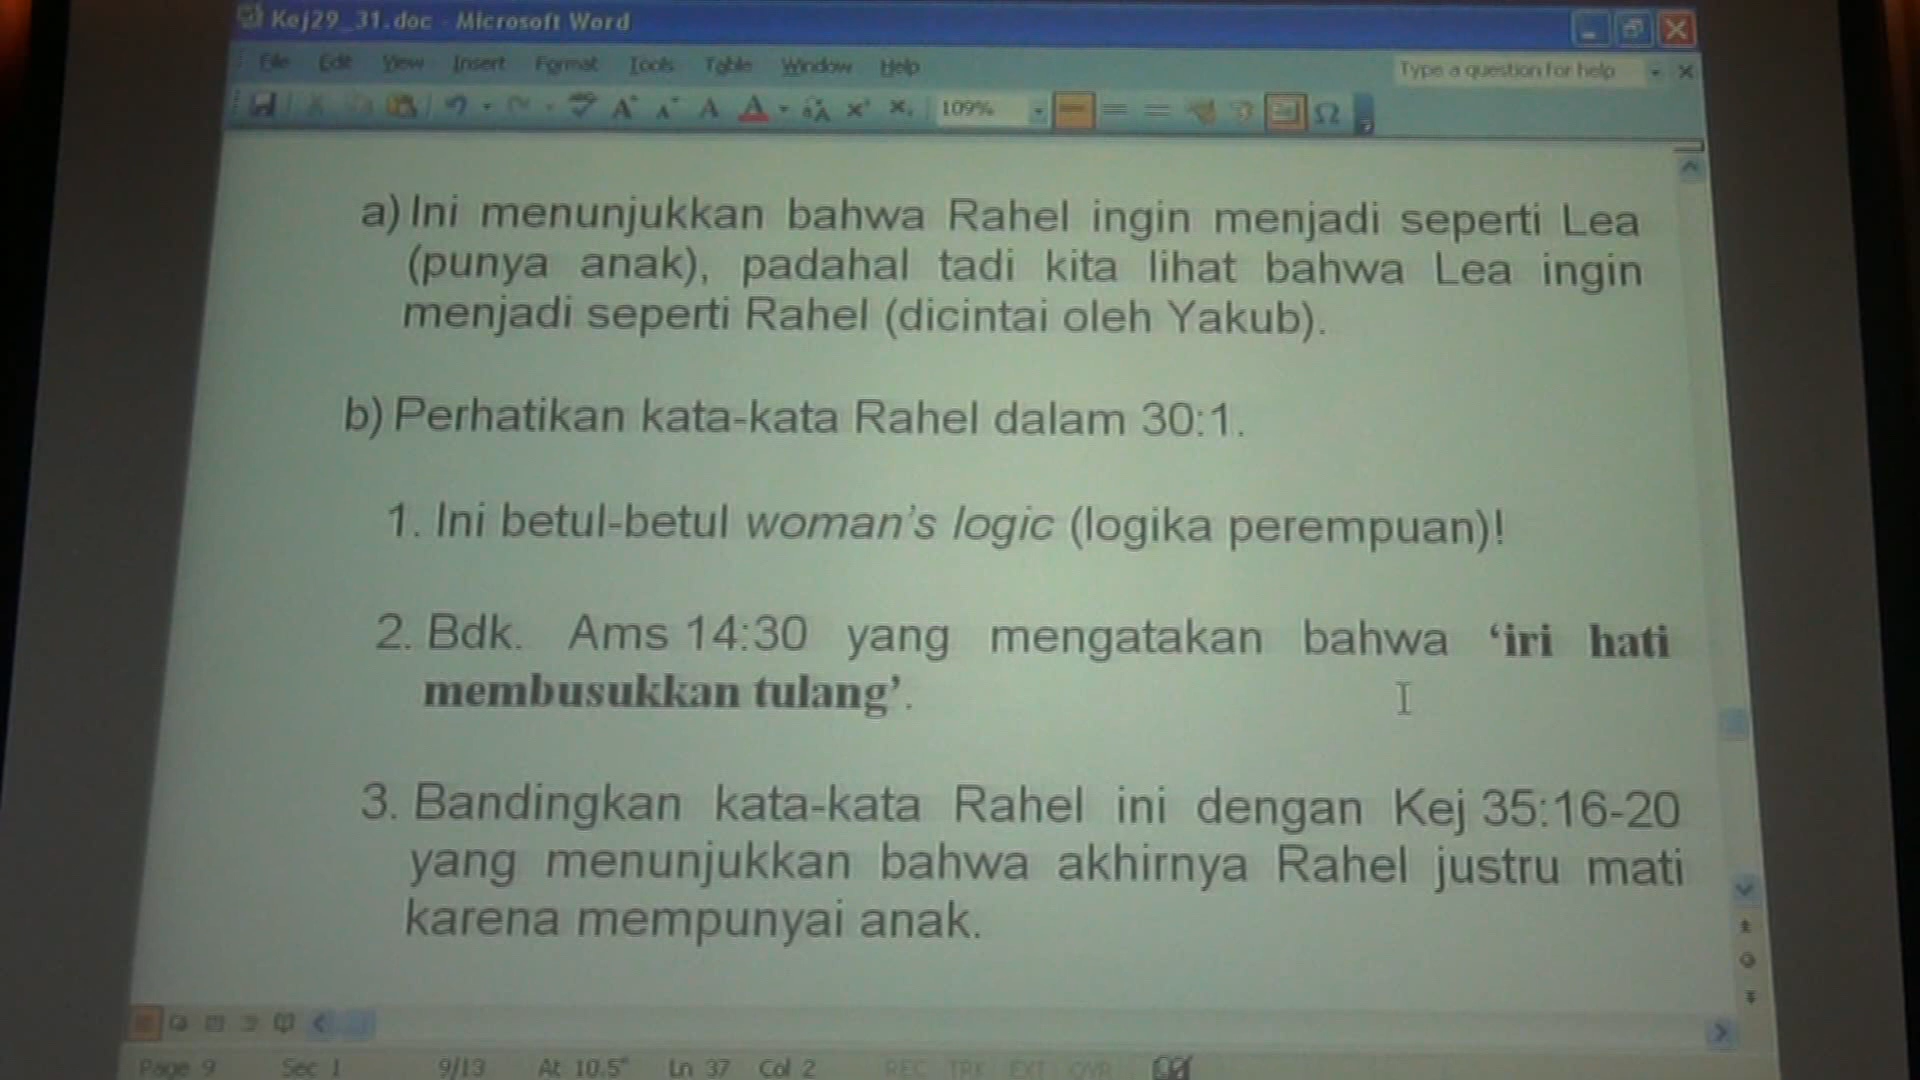 Kej29_31.doc - Microsoft Word
File Edit View Insert Format Tools Table Window Help
Type a question for help
109%
a) Ini menunjukkan bahwa Rahel ingin menjadi seperti Lea
(punya anak), padahal tadi kita lihat bahwa Lea ingin
menjadi seperti Rahel (dicintai oleh Yakub).
b) Perhatikan kata-kata Rahel dalam 30:1.
1. Ini betul-betul woman's logic (logika perempuan)!
2. Bdk. Ams 14:30 yang mengatakan bahwa ‘iri hati
membusukkan tulang’.
3. Bandingkan kata-kata Rahel ini dengan Kej 35:16-20
yang menunjukkan bahwa akhirnya Rahel justru mati
karena mempunyai anak.
Page 9 Sec 1 9/13 At 10.5" Ln 37 Col 2 REC TRK EXT OVR